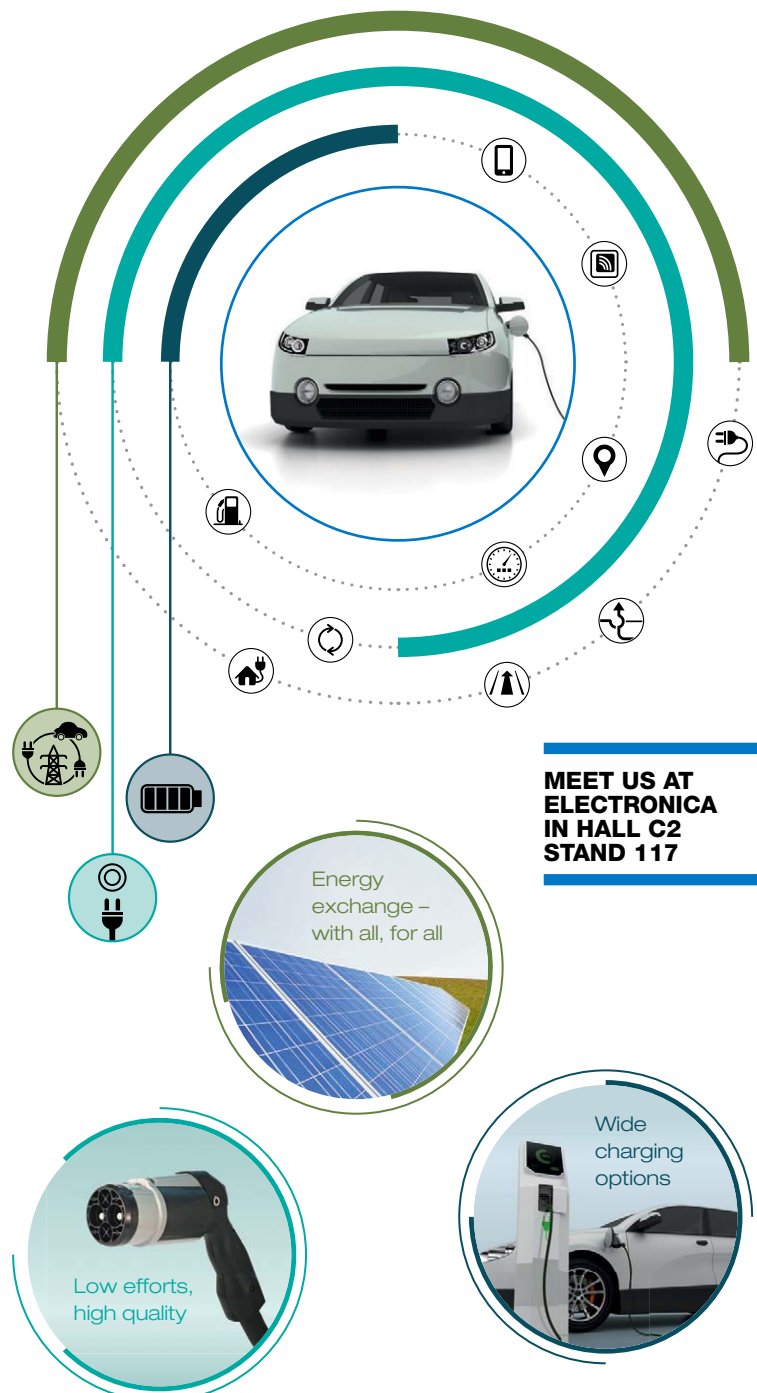 MEET US AT
ELECTRONICA
IN HALL C2
STAND 117
Energy
exchange –
with all, for all
Wide
charging
options
Low efforts,
high quality